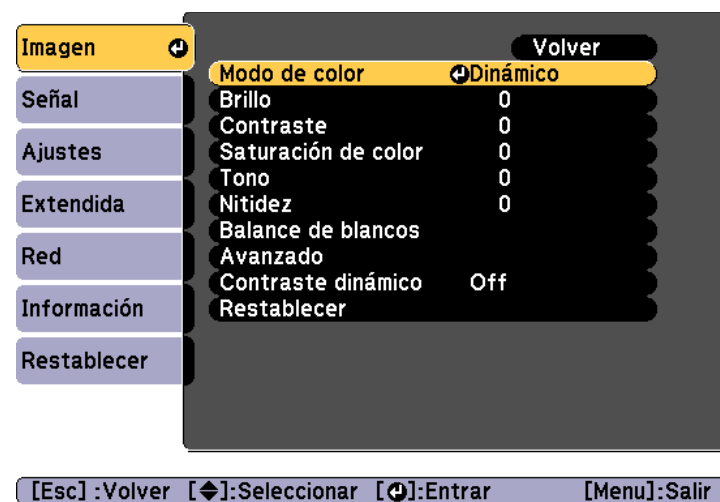 Imagen
Señal
Ajustes
Extendida
Red
Información
Restablecer
Volver
Modo de color Dinámico
Brillo 0
Contraste 0
Saturación de color 0
Tono 0
Nitidez 0
Balance de blancos
Avanzado
Contraste dinámico Off
Restablecer
[Esc] :Volver [◆]:Seleccionar [↵]:Entrar [Menu]:Salir